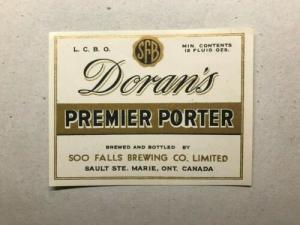 L. C. B. O.
SFB
MIN. CONTENTS
12 FLUID OZS.
Doran's
PREMIER PORTER
BREWED AND BOTTLED BY
SOO FALLS BREWING CO. LIMITED
SAULT STE. MARIE, ONT. CANADA